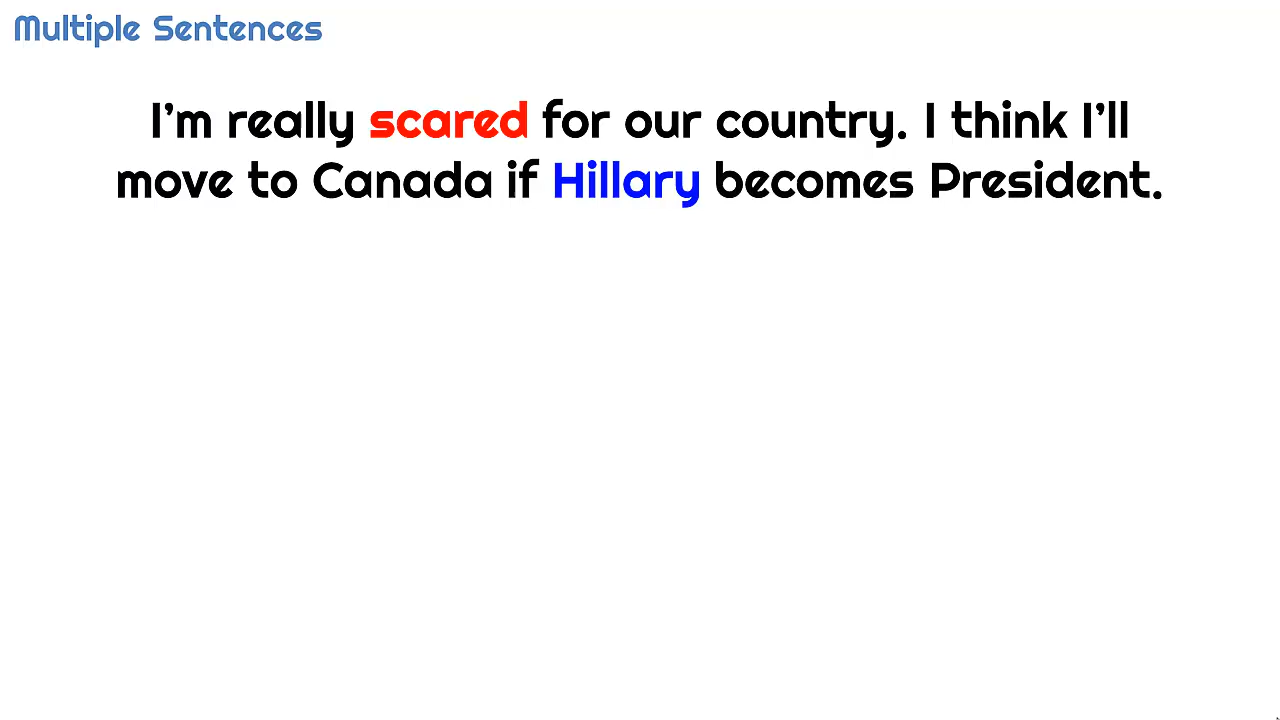 Multiple Sentences
I’m really scared for our country. I think I’ll
move to Canada if Hillary becomes President.